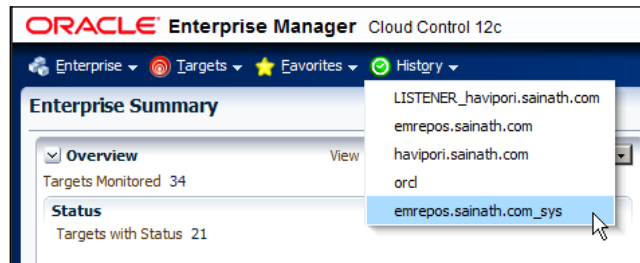 ORACLE Enterprise Manager Cloud Control 12c
Enterprise Targets Favorites History
Enterprise Summary
LISTENER_havipori.sainath.com
emrepos.sainath.com
havipori.sainath.com
orcl
emrepos.sainath.com_sys
Overview View
Targets Monitored 34
Status
Targets with Status 21